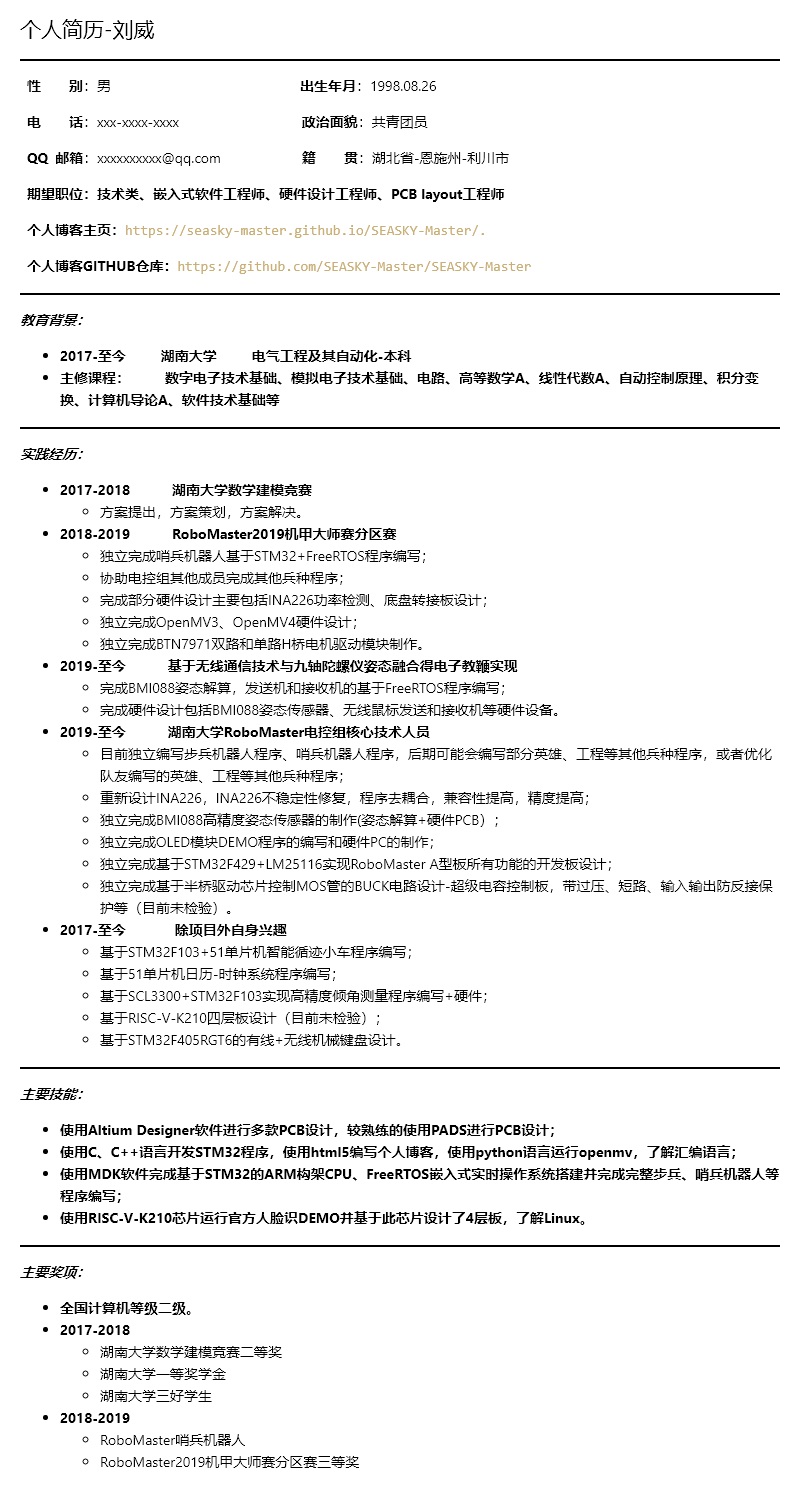 个人简历-刘威
性 别：男 出生年月：1998.08.26
电 话：xxx-xxxx-xxxx 政治面貌：共青团员
QQ 邮箱：xxxxxxxxxx@qq.com 籍 贯：湖北省-恩施州-利川市
期望职位：技术类、嵌入式软件工程师、硬件设计工程师、PCB layout工程师
个人博客主页：https://seasky-master.github.io/SEASKY-Master/.
个人博客GITHUB仓库：https://github.com/SEASKY-Master/SEASKY-Master
教育背景：
2017-至今 湖南大学 电气工程及其自动化-本科
主修课程： 数字电子技术基础、模拟电子技术基础、电路、高等数学A、线性代数A、自动控制原理、积分变
换、计算机导论A、软件技术基础等
实践经历：
2017-2018 湖南大学数学建模竞赛
方案提出，方案策划，方案解决。
2018-2019 RoboMaster2019机甲大师赛分区赛
独立完成哨兵机器人基于STM32+FreeRTOS程序编写；
协助电控组其他成员完成其他兵种程序；
完成部分硬件设计主要包括INA226功率检测、底盘转接板设计；
独立完成OpenMV3、OpenMV4硬件设计；
独立完成BTN7971双路和单路H桥电机驱动模块制作。
2019-至今 基于无线通信技术与九轴陀螺仪姿态融合得电子教鞭实现
完成BMI088姿态解算，发送机和接收机的基于FreeRTOS程序编写；
完成硬件设计包括BMI088姿态传感器、无线鼠标发送和接收机等硬件设备。
2019-至今 湖南大学RoboMaster电控组核心技术人员
目前独立编写步兵机器人程序、哨兵机器人程序，后期可能会编写部分英雄、工程等其他兵种程序，或者优化
队友编写的英雄、工程等其他兵种程序；
重新设计INA226，INA226不稳定性修复，程序去耦合，兼容性提高，精度提高；
独立完成BMI088高精度姿态传感器的制作(姿态解算+硬件PCB）；
独立完成OLED模块DEMO程序的编写和硬件PC的制作；
独立完成基于STM32F429+LM25116实现RoboMaster A型板所有功能的开发板设计；
独立完成基于半桥驱动芯片控制MOS管的BUCK电路设计-超级电容控制板，带过压、短路、输入输出防反接保
护等（目前未检验）。
2017-至今 除项目外自身兴趣
基于STM32F103+51单片机智能循迹小车程序编写；
基于51单片机日历-时钟系统程序编写；
基于SCL3300+STM32F103实现高精度倾角测量程序编写+硬件；
基于RISC-V-K210四层板设计（目前未检验）；
基于STM32F405RGT6的有线+无线机械键盘设计。
主要技能：
使用Altium Designer软件进行多款PCB设计，较熟练的使用PADS进行PCB设计；
使用C、C++语言开发STM32程序，使用html5编写个人博客，使用python语言运行openmv，了解汇编语言；
使用MDK软件完成基于STM32的ARM构架CPU、FreeRTOS嵌入式实时操作系统搭建并完成完整步兵、哨兵机器人等
程序编写；
使用RISC-V-K210芯片运行官方人脸识DEMO并基于此芯片设计了4层板，了解Linux。
主要奖项：
全国计算机等级二级。
2017-2018
湖南大学数学建模竞赛二等奖
湖南大学一等奖学金
湖南大学三好学生
2018-2019
RoboMaster哨兵机器人
RoboMaster2019机甲大师赛分区赛三等奖